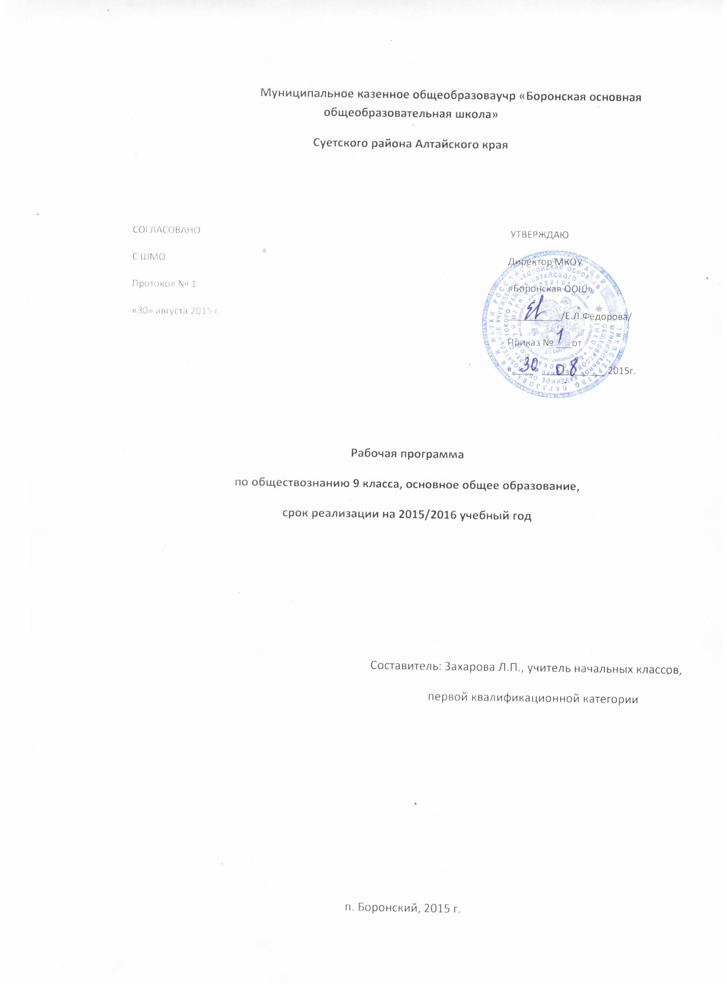 Муниципальное казенное общеобразоваучр «Боронская основная
общеобразовательная школа»
Суетского района Алтайского края
СОГЛАСОВАНО
С ШМО
Протокол № 1
«30» августа 2015 г.
УТВЕРЖДАЮ
Директор МКОУ
«Боронская ООШ»
/Е.Л.Федорова/
Приказ № 1 от
«30» 08 2015г.
Рабочая программа
по обществознанию 9 класса, основное общее образование,
срок реализации на 2015/2016 учебный год
Составитель: Захарова Л.П., учитель начальных классов,
первой квалификационной категории
п. Боронский, 2015 г.